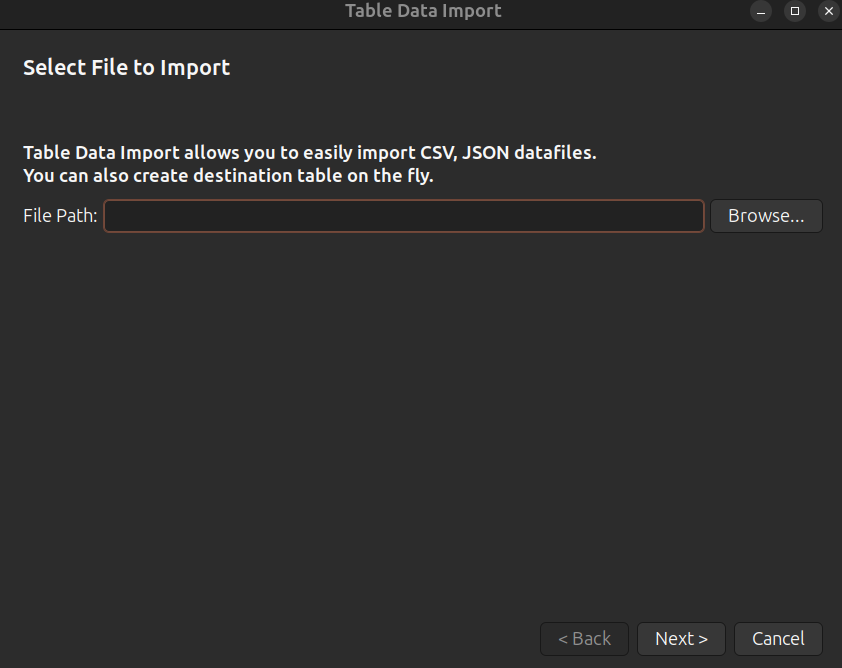 Table Data Import
Select File to Import
Table Data Import allows you to easily import CSV, JSON datafiles.
You can also create destination table on the fly.
File Path:
Browse...
< Back
Next >
Cancel